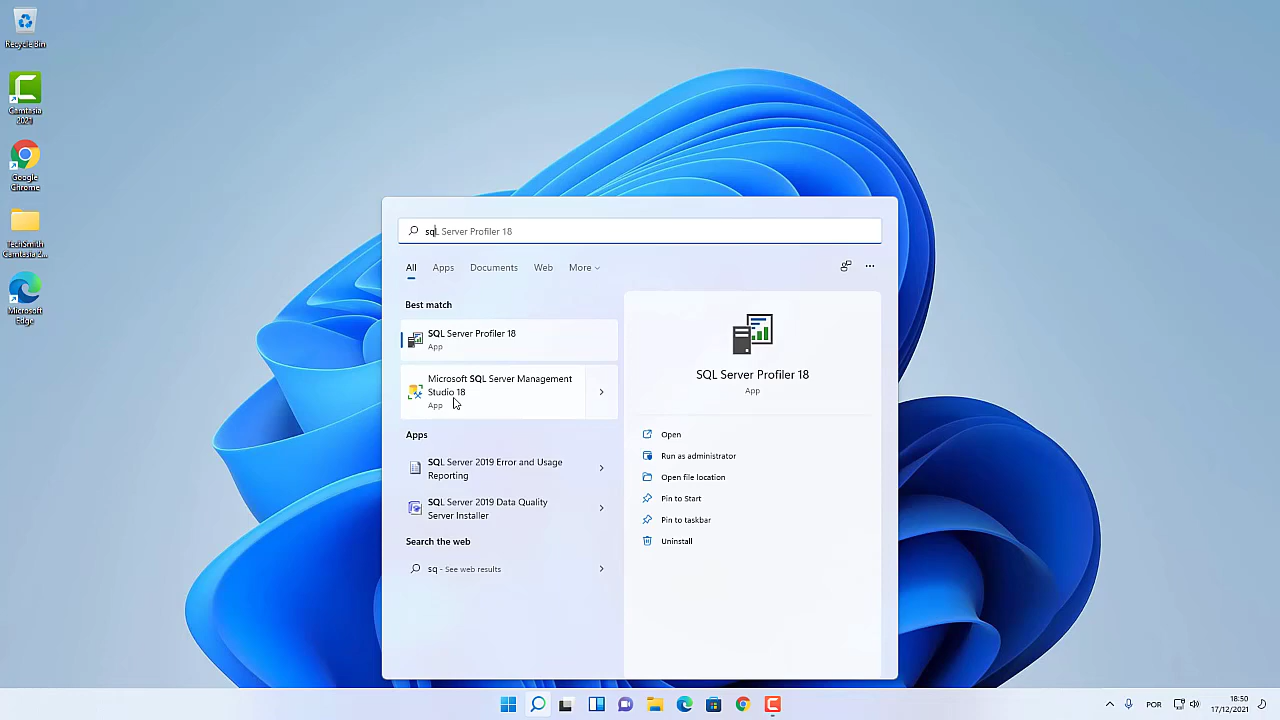 Recycle Bin
Camtasia
2021
Google
Chrome
TechSmith
Camtasia 2...
Microsoft
Edge
sqL Server Profiler 18
All
Apps
Documents
Web
More
Best match
SQL Server Profiler 18
App
Microsoft SQL Server Management
Studio 18
App
Apps
SQL Server 2019 Error and Usage
Reporting
SQL Server 2019 Data Quality
Server Installer
Search the web
sq - See web results
SQL Server Profiler 18
App
Open
Run as administrator
Open file location
Pin to Start
Pin to taskbar
Uninstall
POR
18:50
17/12/2021